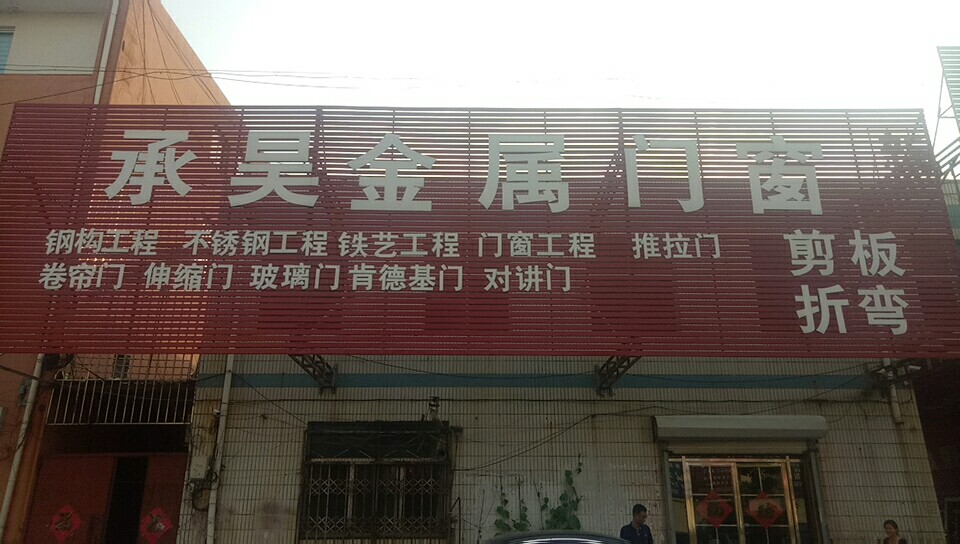 承吴金属门窗
钢构工程 不锈钢工程 铁艺工程 门窗工程 推拉门
卷帘门 伸缩门 玻璃门 肯德基门 对讲门
剪板
折弯